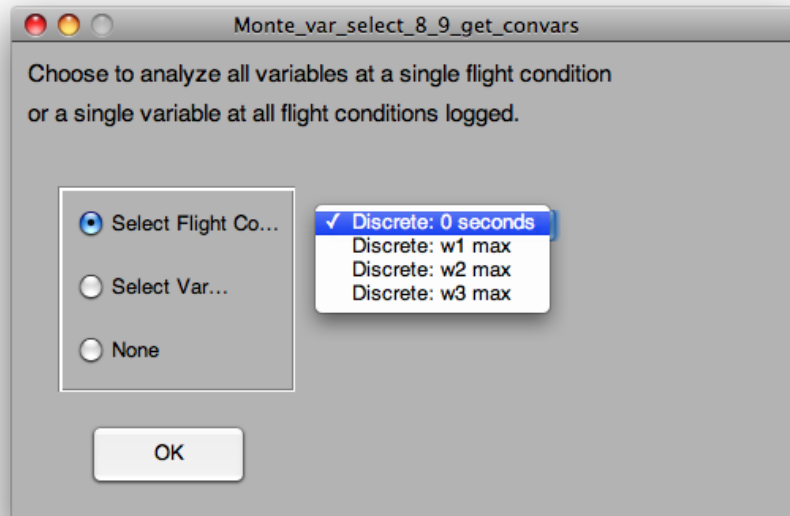 Monte_var_select_8_9_get_convars
Choose to analyze all variables at a single flight condition
or a single variable at all flight conditions logged.
Select Flight Co...
✓ Discrete: 0 seconds
Discrete: w1 max
Discrete: w2 max
Discrete: w3 max
Select Var...
None
OK